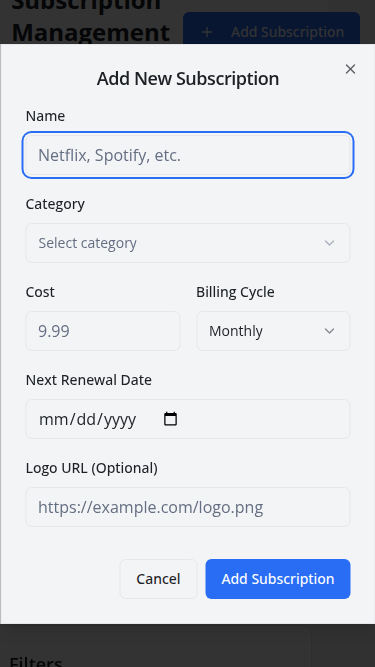 Subscription
Management
+ Add Subscription
Add New Subscription
Name
Netflix, Spotify, etc.
Category
Select category
Cost
Billing Cycle
9.99
Monthly
Next Renewal Date
mm/dd/yyyy
Logo URL (Optional)
https://example.com/logo.png
Cancel
Add Subscription
Filters